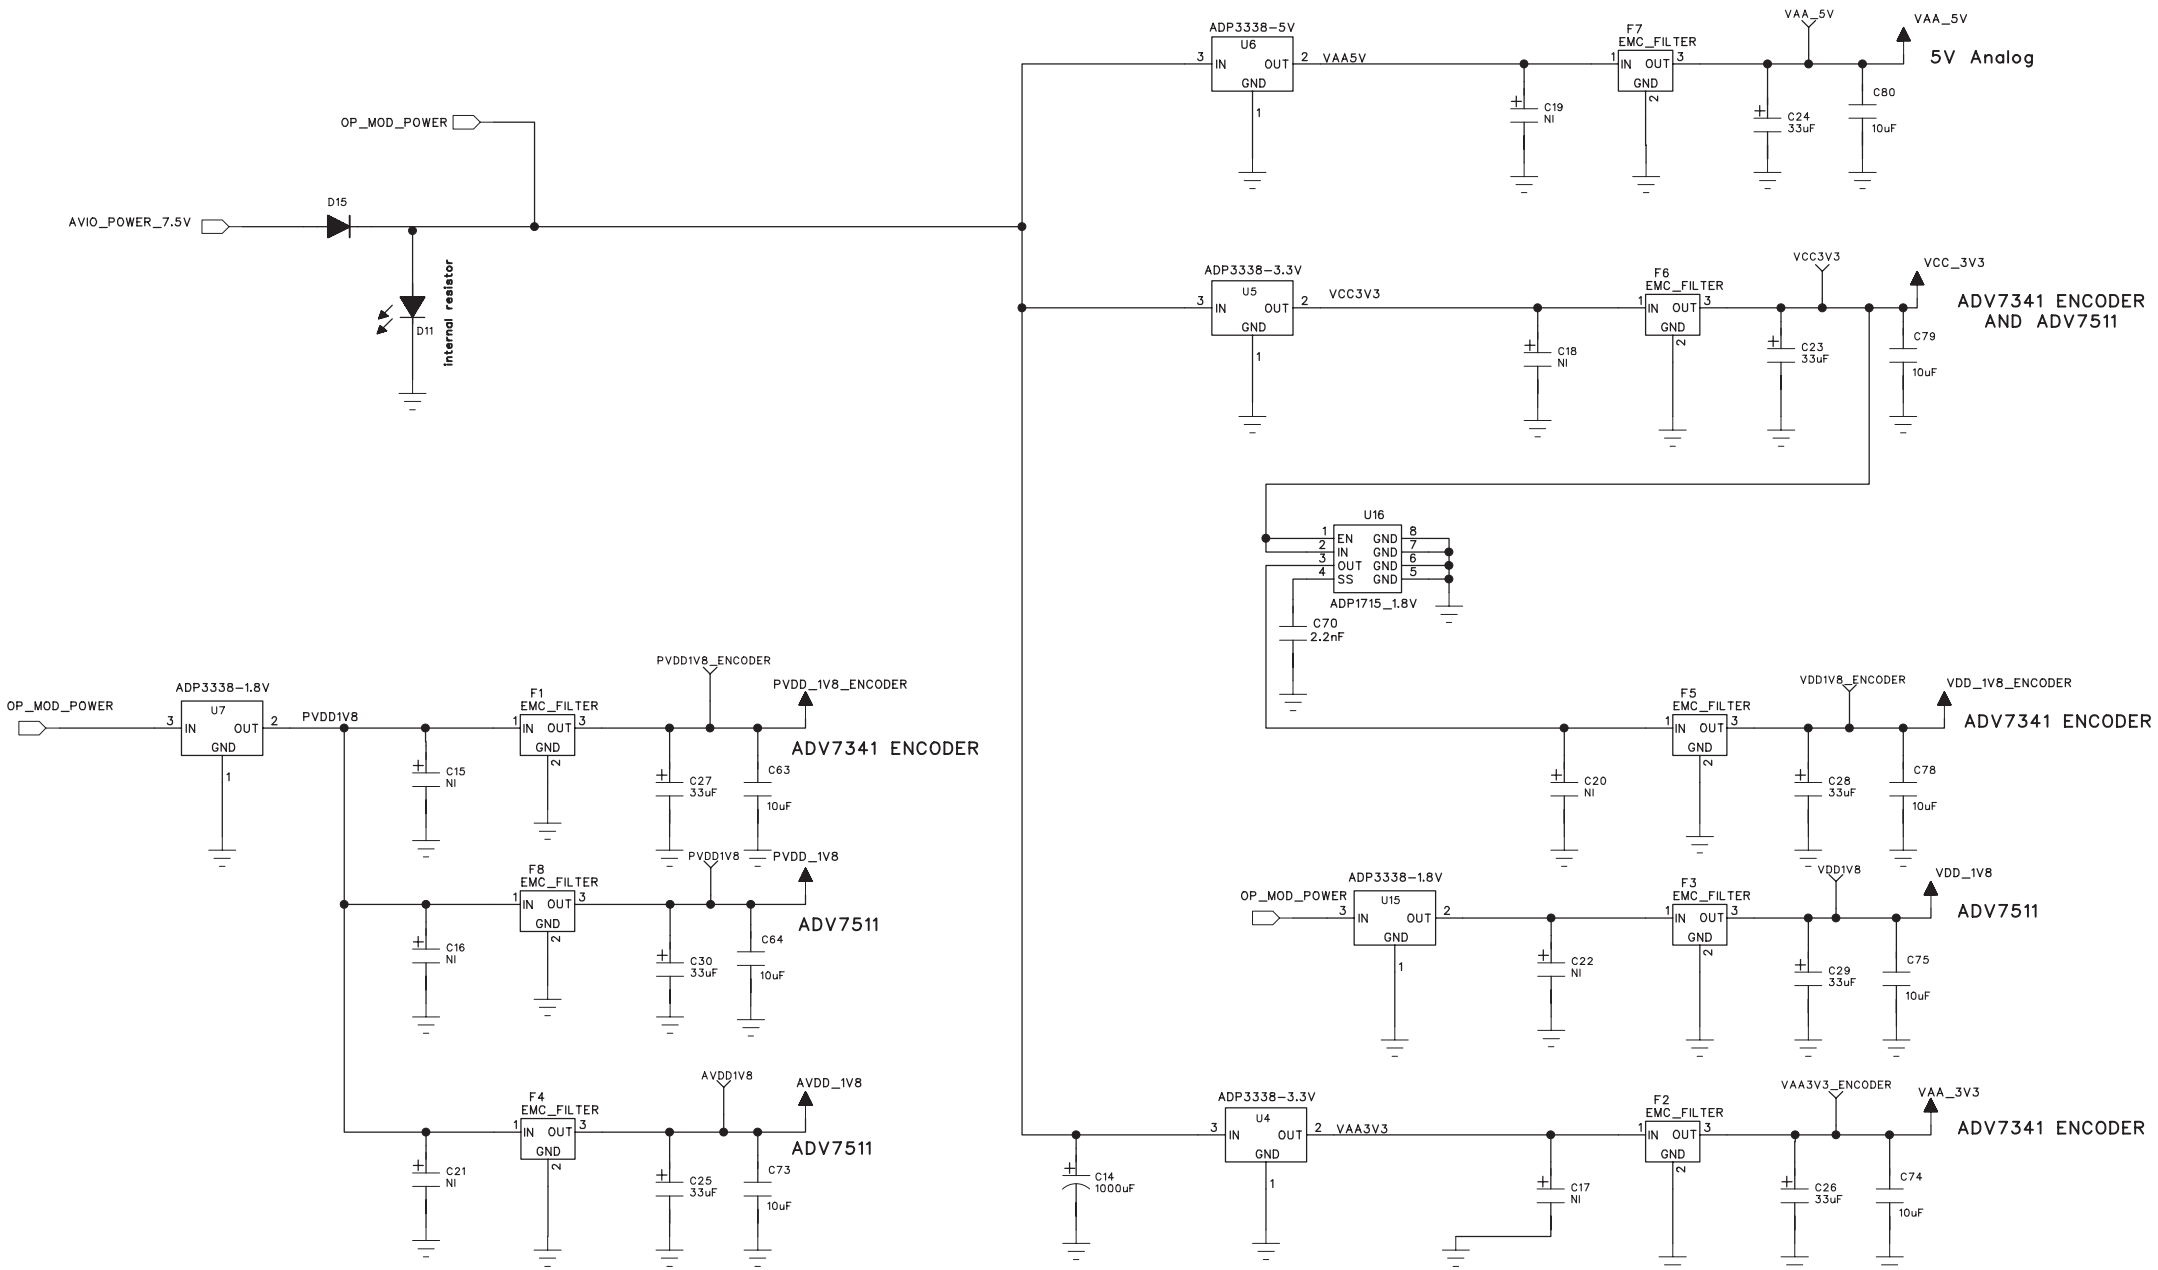 ADP3338-5V
U6
3 IN OUT 2 VAA5V
GND
1
C19
NI
F7
EMC_FILTER
1 IN OUT 3
GND
2
VAA_5V
VAA_5V
5V Analog
C24
33uF
C80
10uF
OP_MOD_POWER
AVIO_POWER_7.5V
D15
D11
internal resistor
ADP3338-3.3V
U5
3 IN OUT 2 VCC3V3
GND
1
C18
NI
F6
EMC_FILTER
1 IN OUT 3
GND
2
VCC3V3
VCC_3V3
ADV7341 ENCODER
AND ADV7511
C23
33uF
C79
10uF
U16
1 EN GND 8
2 IN GND 7
3 OUT GND 6
4 SS GND 5
ADP1715_1.8V
C70
2.2nF
C20
NI
F5
EMC_FILTER
1 IN OUT 3
GND
2
VDD1V8_ENCODER
VDD_1V8_ENCODER
ADV7341 ENCODER
C28
33uF
C78
10uF
OP_MOD_POWER
ADP3338-1.8V
U7
3 IN OUT 2 PVDD1V8
GND
1
C15
NI
F1
EMC_FILTER
1 IN OUT 3
GND
2
PVDD1V8_ENCODER
PVDD_1V8_ENCODER
ADV7341 ENCODER
C27
33uF
C63
10uF
C16
NI
F8
EMC_FILTER
1 IN OUT 3
GND
2
PVDD1V8
PVDD_1V8
ADV7511
C30
33uF
C64
10uF
C21
NI
F4
EMC_FILTER
1 IN OUT 3
GND
2
AVDD1V8
AVDD_1V8
ADV7511
C25
33uF
C73
10uF
OP_MOD_POWER
ADP3338-1.8V
U15
3 IN OUT 2
GND
1
C22
NI
F3
EMC_FILTER
1 IN OUT 3
GND
2
VDD1V8
VDD_1V8
ADV7511
C29
33uF
C75
10uF
C14
1000uF
ADP3338-3.3V
U4
3 IN OUT 2 VAA3V3
GND
1
C17
NI
F2
EMC_FILTER
1 IN OUT 3
GND
2
VAA3V3_ENCODER
VAA_3V3
ADV7341 ENCODER
C26
33uF
C74
10uF